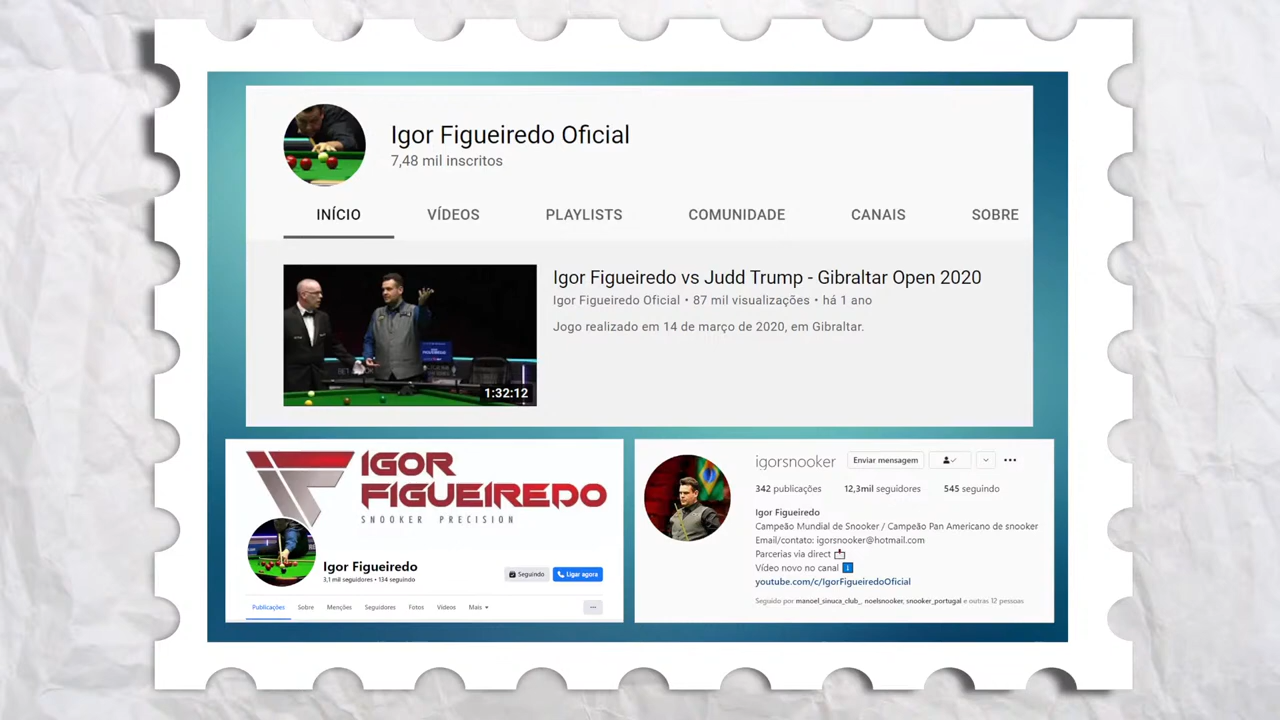 Igor Figueiredo Oficial
7,48 mil inscritos
INÍCIO VÍDEOS PLAYLISTS COMUNIDADE CANAIS SOBRE
Igor Figueiredo vs Judd Trump - Gibraltar Open 2020
Igor Figueiredo Oficial • 87 mil visualizações • há 1 ano
Jogo realizado em 14 de março de 2020, em Gibraltar.
1:32:12
IGOR
FIGUEIREDO
SNOOKER PRECISION
Igor Figueiredo
3,1 mil seguidores • 134 seguindo
Seguindo Ligar agora
Publicações Sobre Menções Seguidores Fotos Vídeos Mais
igorsnooker Enviar mensagem
342 publicações 12,3mil seguidores 545 seguindo
Igor Figueiredo
Campeão Mundial de Snooker / Campeão Pan Americano de snooker
Email/contato: igorsnooker@hotmail.com
Parcerias via direct
Vídeo novo no canal
youtube.com/c/IgorFigueiredoOficial
Seguido por manoel_sinuca_club_, noelsnooker, snooker_portugal e outras 12 pessoas